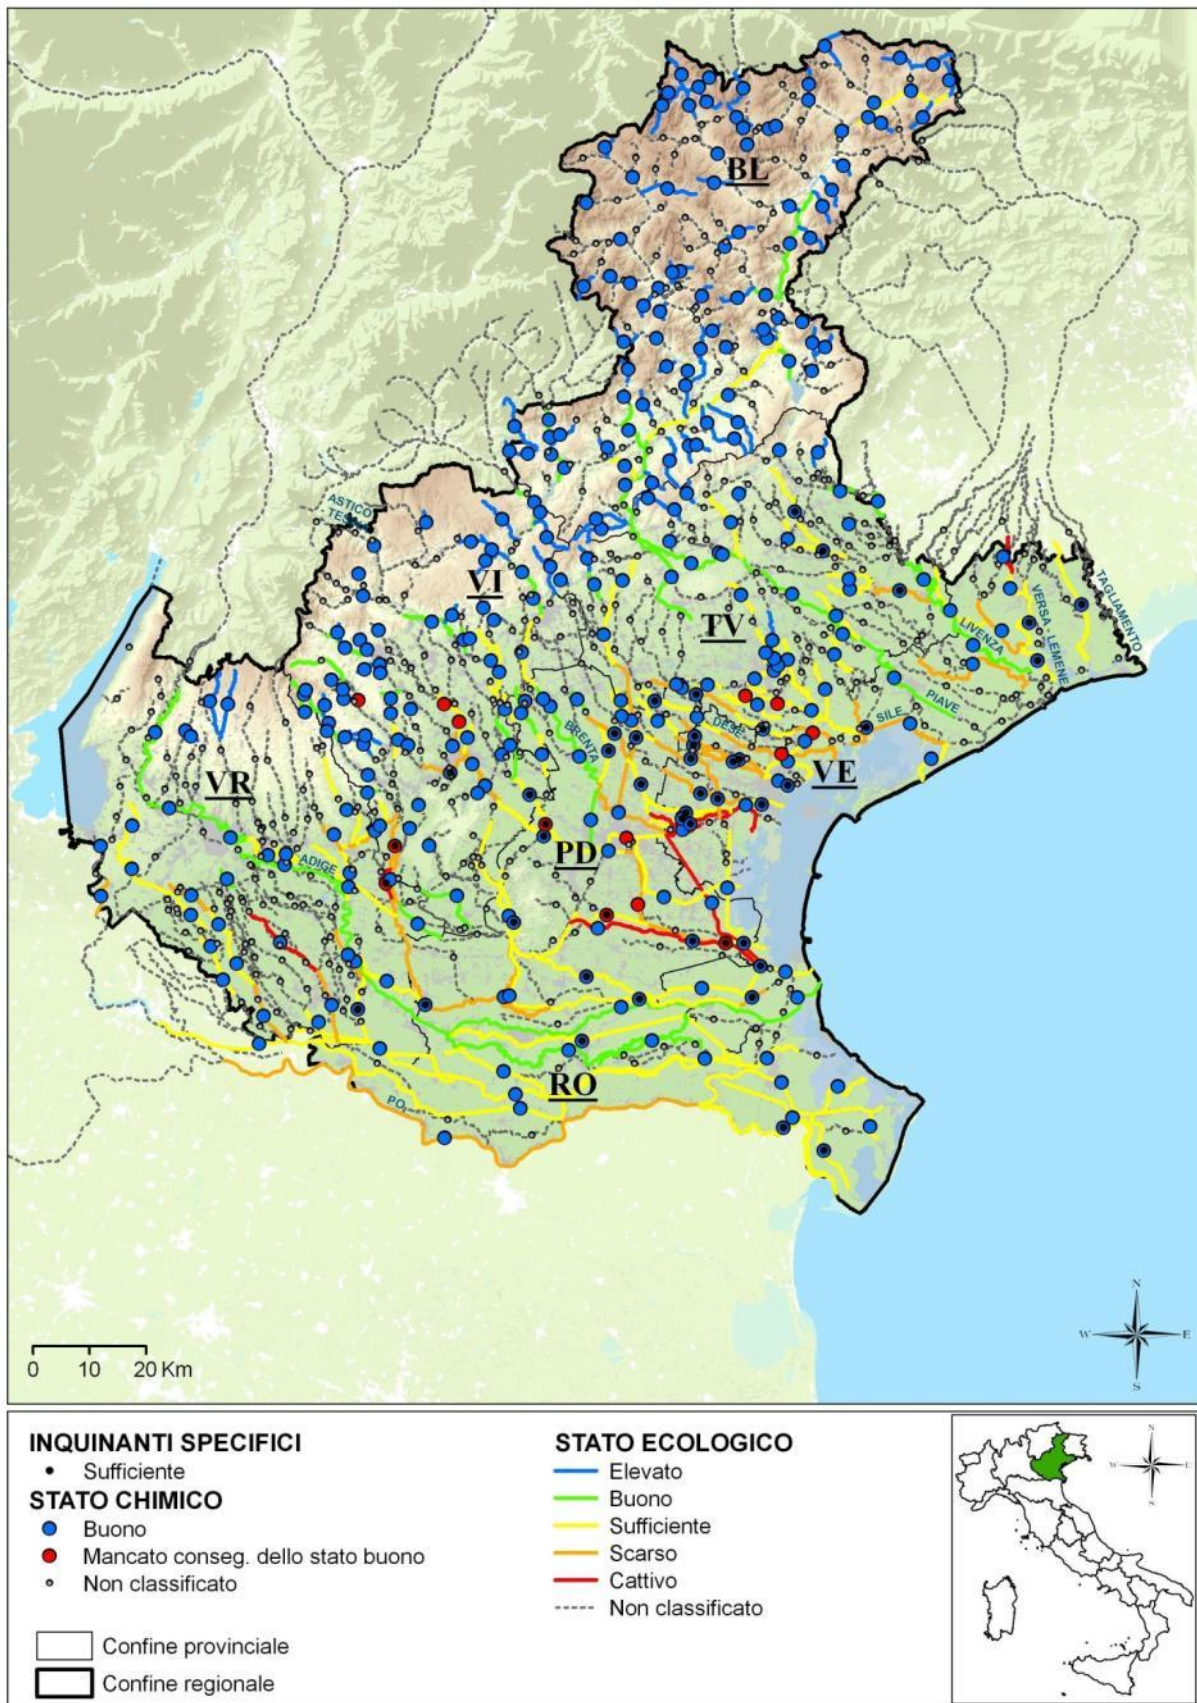 BL
ASTICO
TESINA
VI
TV
TAGLIAMENTO
VERSA LEMENE
LIVENZA
PIAVE
SILE
DESE
BRENTA
VR
VE
PD
ADIGE
RO
PO
N
W E
S
0 10 20 Km
INQUINANTI SPECIFICI
Sufficiente
STATO CHIMICO
Buono
Mancato conseg. dello stato buono
Non classificato
Confine provinciale
Confine regionale
STATO ECOLOGICO
Elevato
Buono
Sufficiente
Scarso
Cattivo
Non classificato
N
W E
S